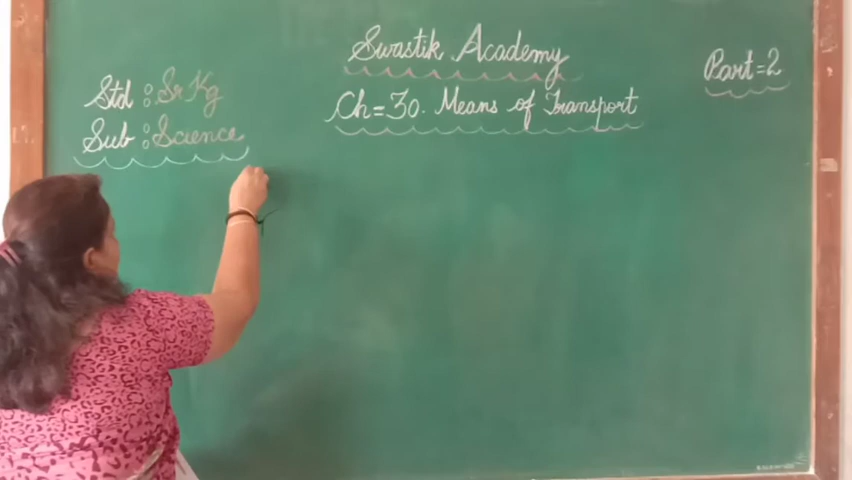 Swastik Academy
Part=2
Std : Sr Kg
Ch=30. Means of Transport
Sub : Science